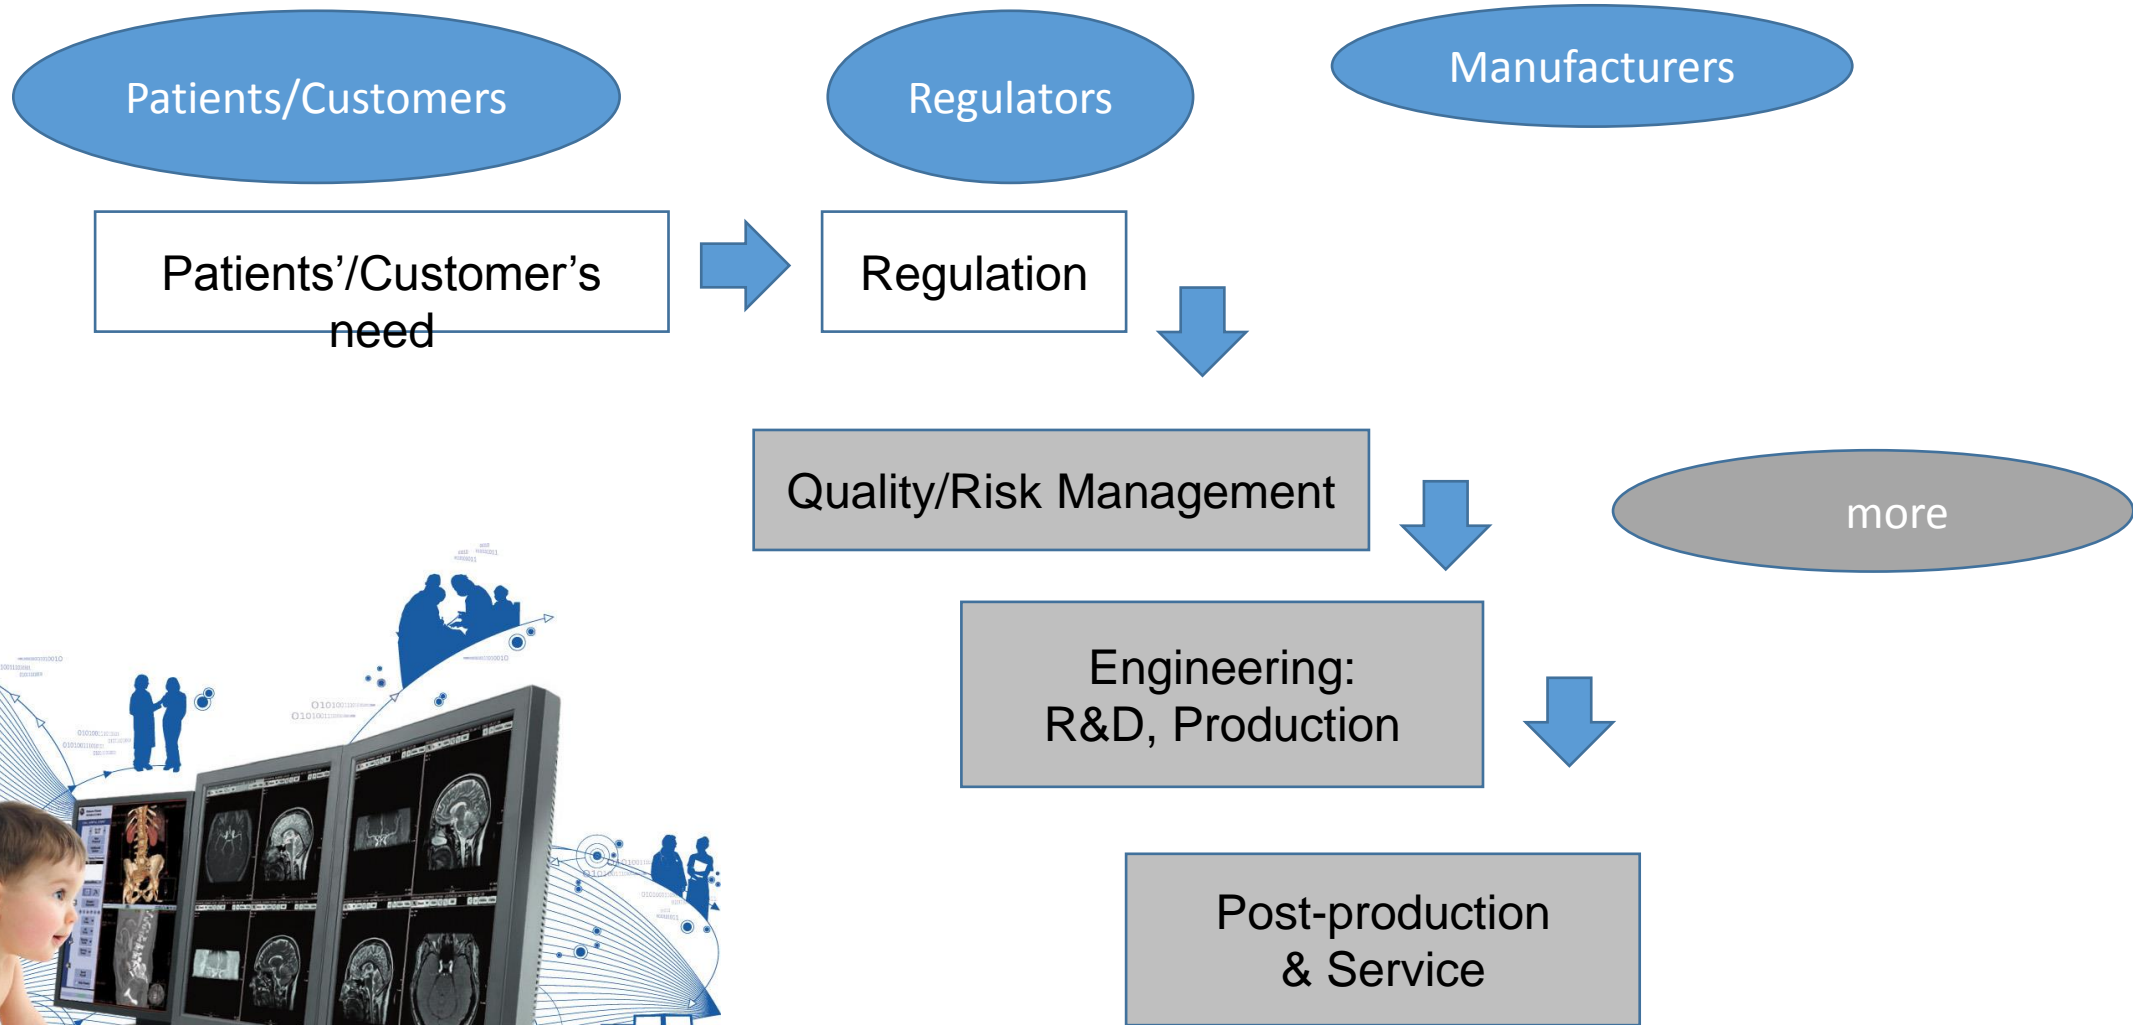 Patients/Customers
Regulators
Manufacturers
Patients’/Customer’s
need
Regulation
Quality/Risk Management
more
Engineering:
R&D, Production
Post-production
& Service